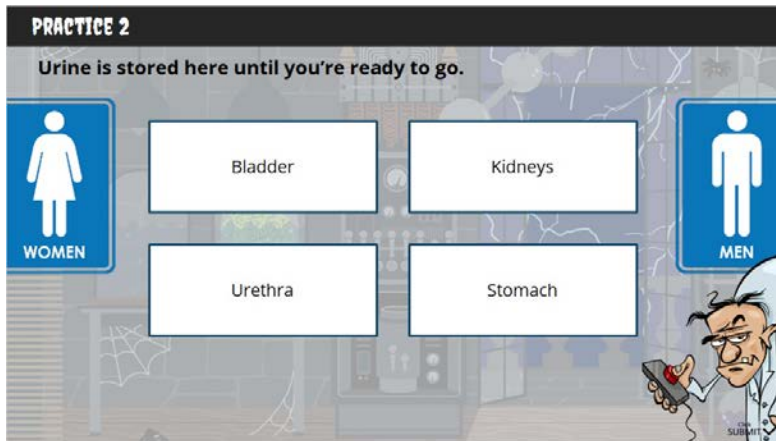 PRACTICE 2
Urine is stored here until you’re ready to go.
Bladder
Kidneys
WOMEN
MEN
Urethra
Stomach
Click
SUBMIT